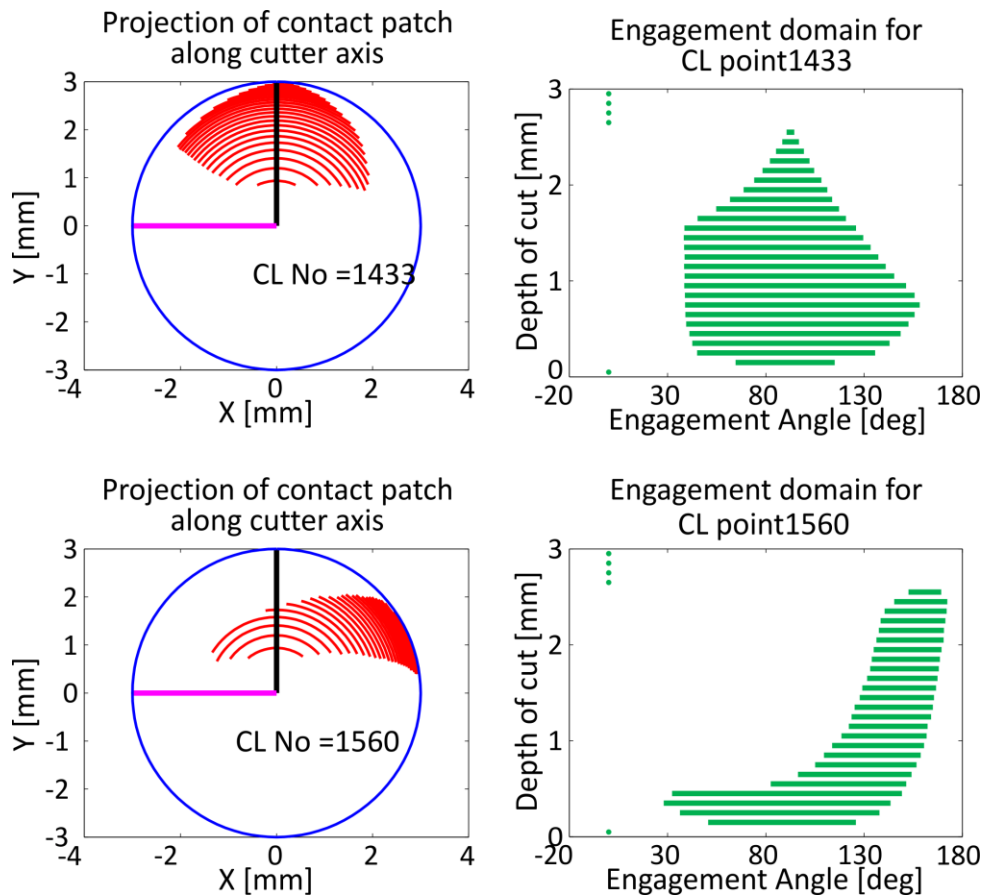 Projection of contact patch
along cutter axis
3
2
1
0
-1
-2
-3
Y [mm]
CL No =1433
-4
-2
0
2
4
X [mm]
Engagement domain for
CL point1433
3
2
1
0
Depth of cut [mm]
-20
30
80
130
180
Engagement Angle [deg]
Projection of contact patch
along cutter axis
3
2
1
0
-1
-2
-3
Y [mm]
CL No =1560
-4
-2
0
2
4
X [mm]
Engagement domain for
CL point1560
3
2
1
0
Depth of cut [mm]
-20
30
80
130
180
Engagement Angle [deg]